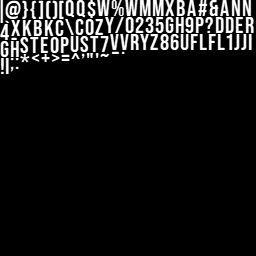 |@}{][)(QQ$W%WMMXBA#&ANN
4XKBKC\COZY/0235GH9P?DDER
GHSTEOPUST7VVRYZ86UFLFL1JJI
!I;:*<+>=^,"'~-.